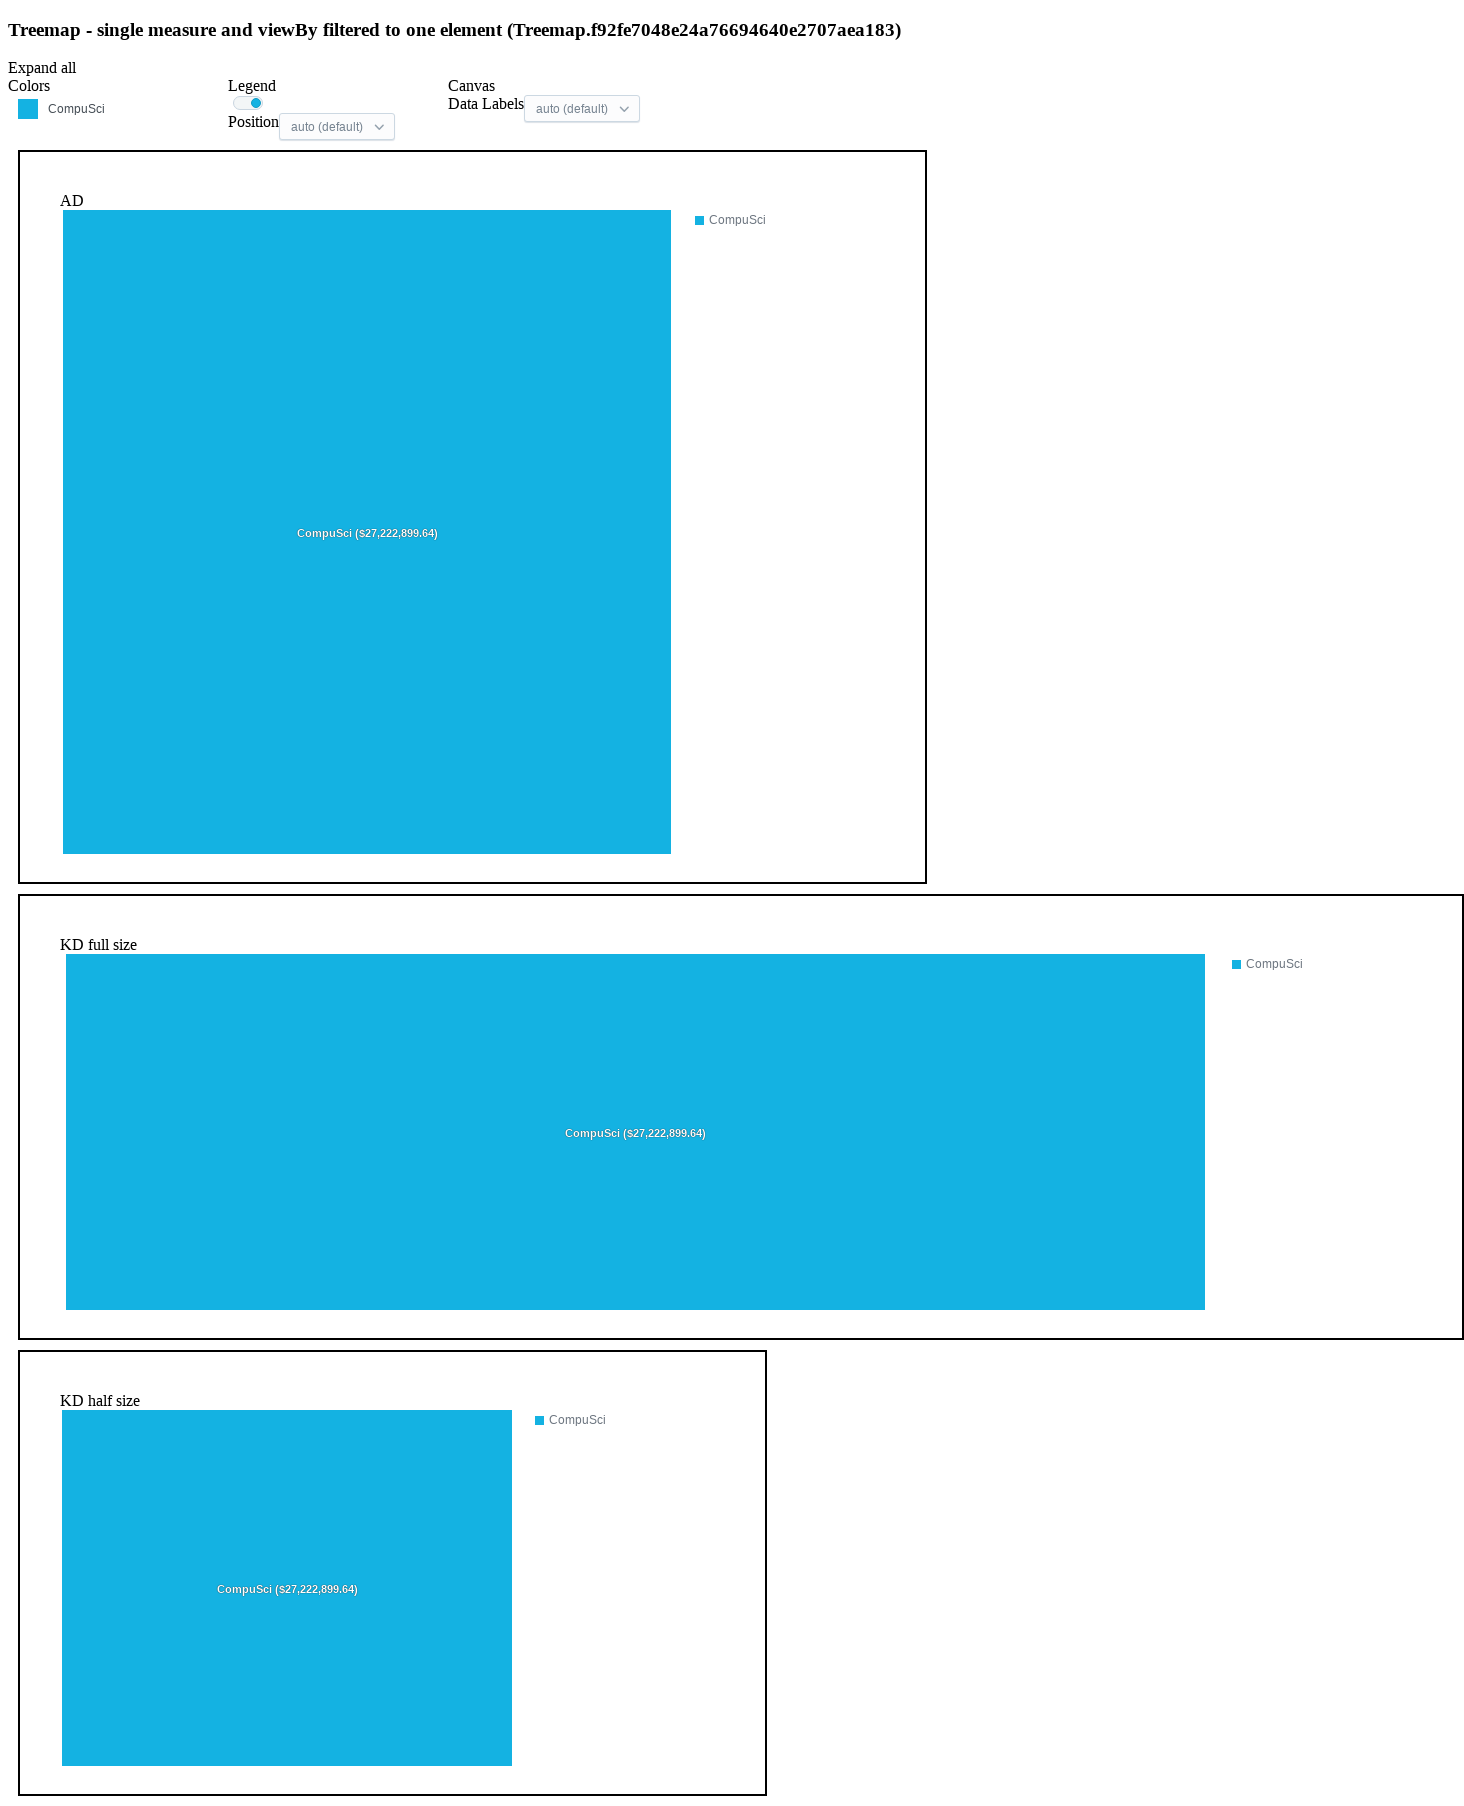 Treemap - single measure and viewBy filtered to one element (Treemap.f92fe7048e24a76694640e2707aea183)
Expand all
Colors
CompuSci
Legend
Position auto (default)
Canvas
Data Labels auto (default)
AD
CompuSci
CompuSci ($27,222,899.64)
KD full size
CompuSci
CompuSci ($27,222,899.64)
KD half size
CompuSci
CompuSci ($27,222,899.64)